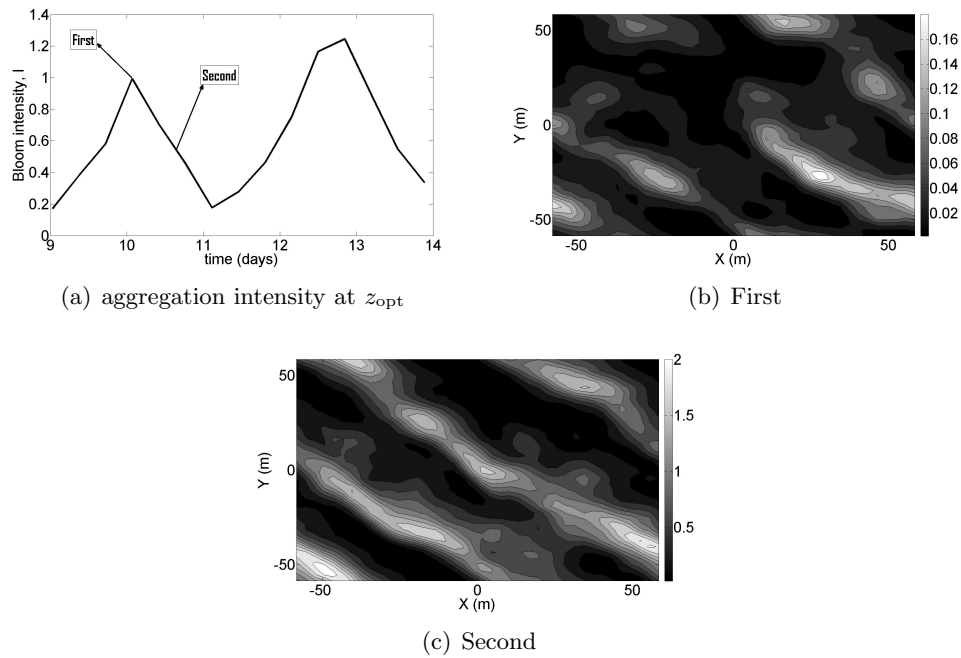 1.4
1.2
1
0.8
0.6
0.4
0.2
0
Bloom intensity, I
First
Second
9 10 11 12 13 14
time (days)
(a) aggregation intensity at z_opt
50
0
-50
Y (m)
-50 0 50
X (m)
0.16
0.14
0.12
0.1
0.08
0.06
0.04
0.02
(b) First
50
0
-50
Y (m)
-50 0 50
X (m)
2
1.5
1
0.5
(c) Second